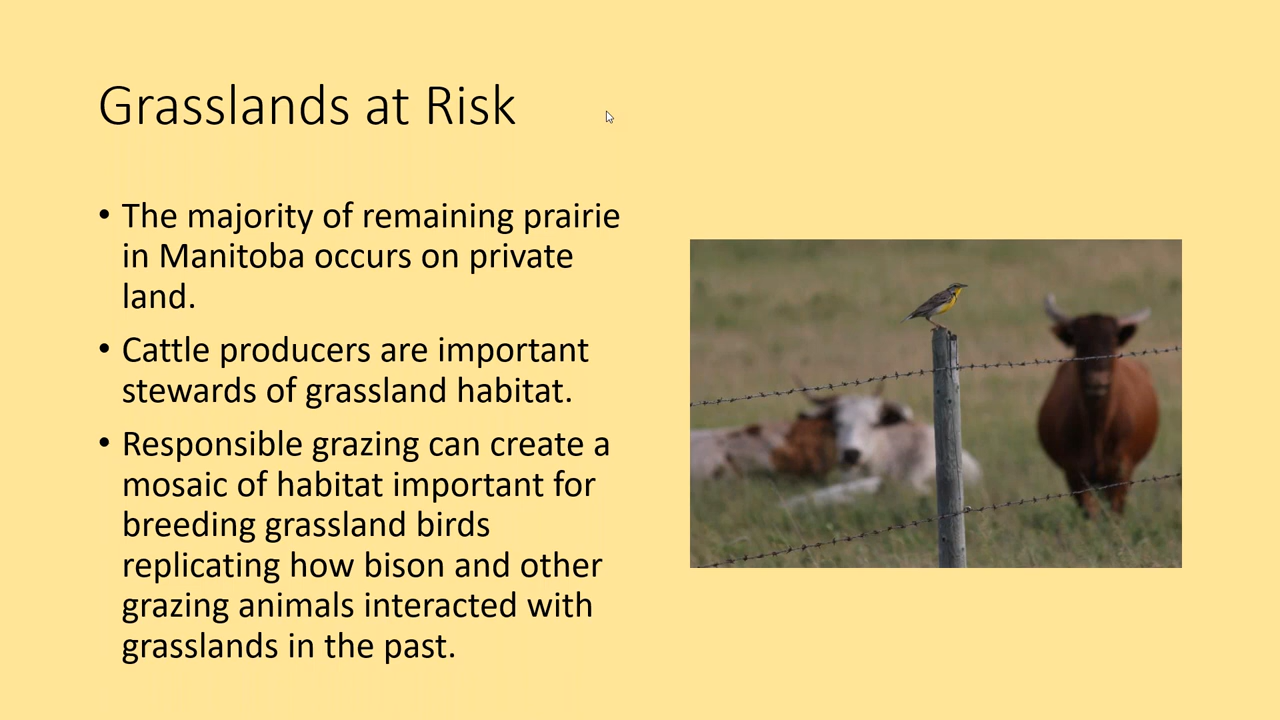 Grasslands at Risk
• The majority of remaining prairie
in Manitoba occurs on private
land.
• Cattle producers are important
stewards of grassland habitat.
• Responsible grazing can create a
mosaic of habitat important for
breeding grassland birds
replicating how bison and other
grazing animals interacted with
grasslands in the past.